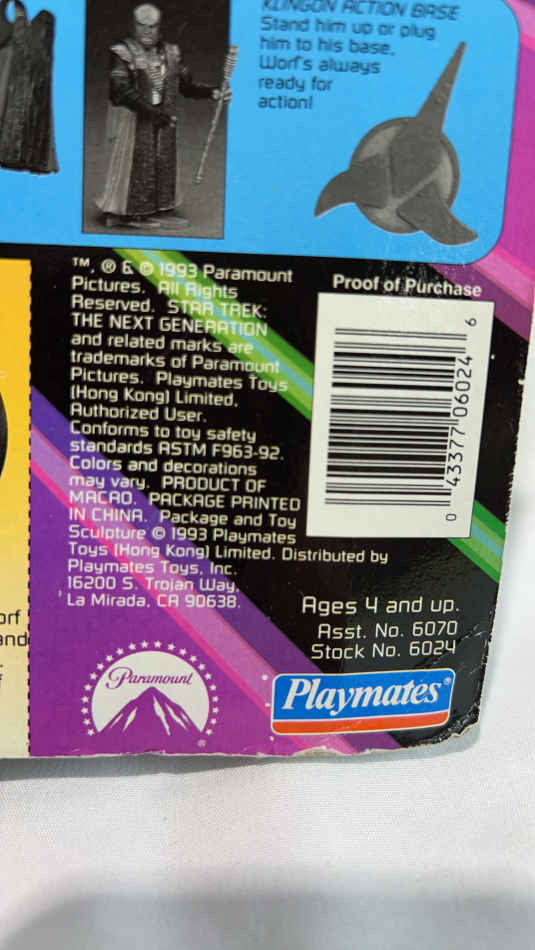 KLINGON ACTION BASE
Stand him up or plug
him to his base,
Worf's always
ready for
action!
™, ® & © 1993 Paramount
Pictures. All Rights
Reserved. STAR TREK:
THE NEXT GENERATION
and related marks are
trademarks of Paramount
Pictures. Playmates Toys
(Hong Kong) Limited,
Authorized User.
Conforms to toy safety
standards ASTM F963-92.
Colors and decorations
may vary. PRODUCT OF
MACAO. PACKAGE PRINTED
IN CHINA. Package and Toy
Sculpture © 1993 Playmates
Toys (Hong Kong) Limited. Distributed by
Playmates Toys, Inc.
16200 S. Trojan Way,
La Mirada, CA 90638.
Proof of Purchase
0 43377 06024 6
Ages 4 and up.
Asst. No. 6070
Stock No. 6024
Paramount
®
Playmates®